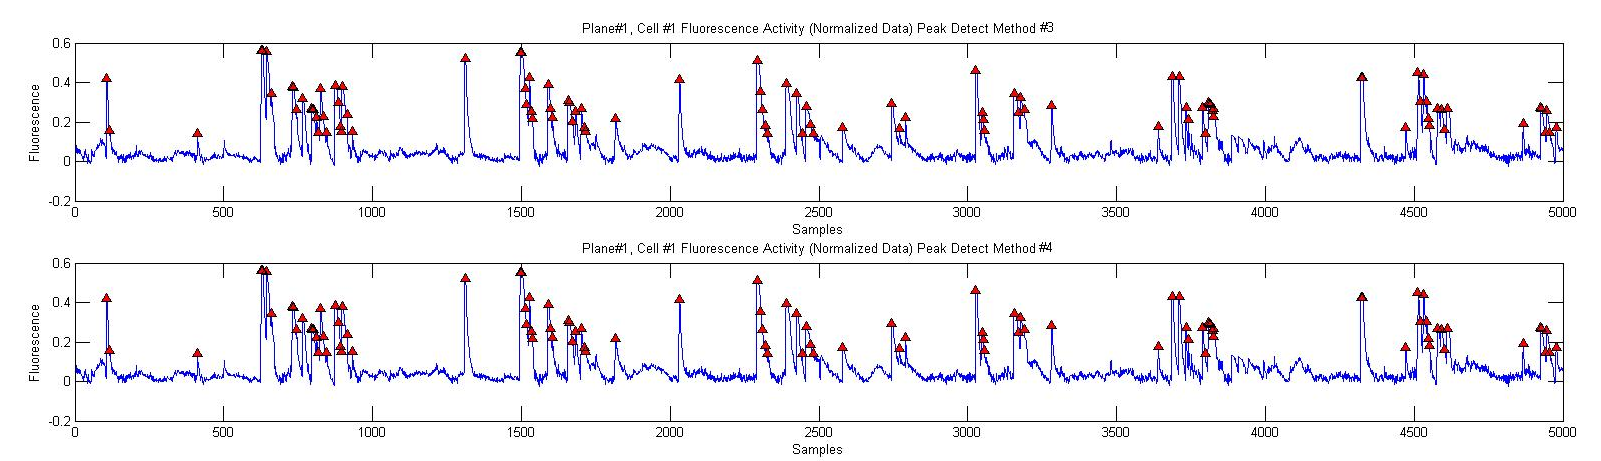 Plane#1, Cell #1 Fluorescence Activity (Normalized Data) Peak Detect Method #3
0.6
0.4
0.2
0
-0.2
Fluorescence
0 500 1000 1500 2000 2500 3000 3500 4000 4500 5000
Samples
Plane#1, Cell #1 Fluorescence Activity (Normalized Data) Peak Detect Method #4
0.6
0.4
0.2
0
-0.2
Fluorescence
0 500 1000 1500 2000 2500 3000 3500 4000 4500 5000
Samples